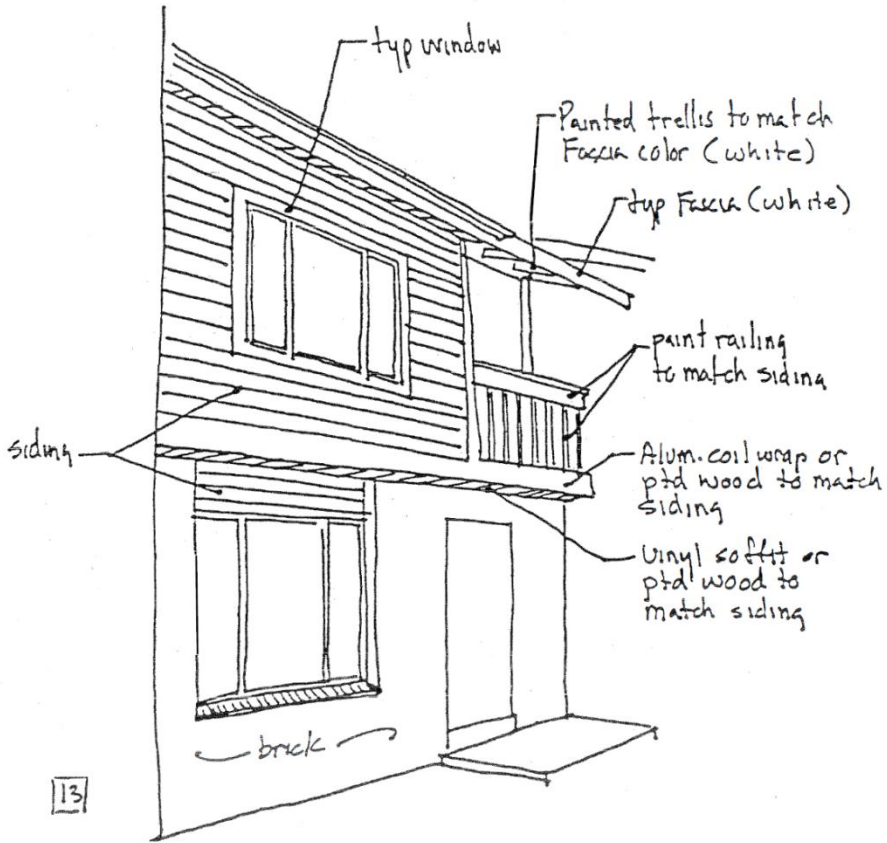 typ window
Painted trellis to match
Fascia color (white)
typ Fascia (white)
paint railing
to match siding
siding
Alum. coil wrap or
ptd wood to match
siding
Vinyl soffit or
ptd wood to
match siding
brick
13